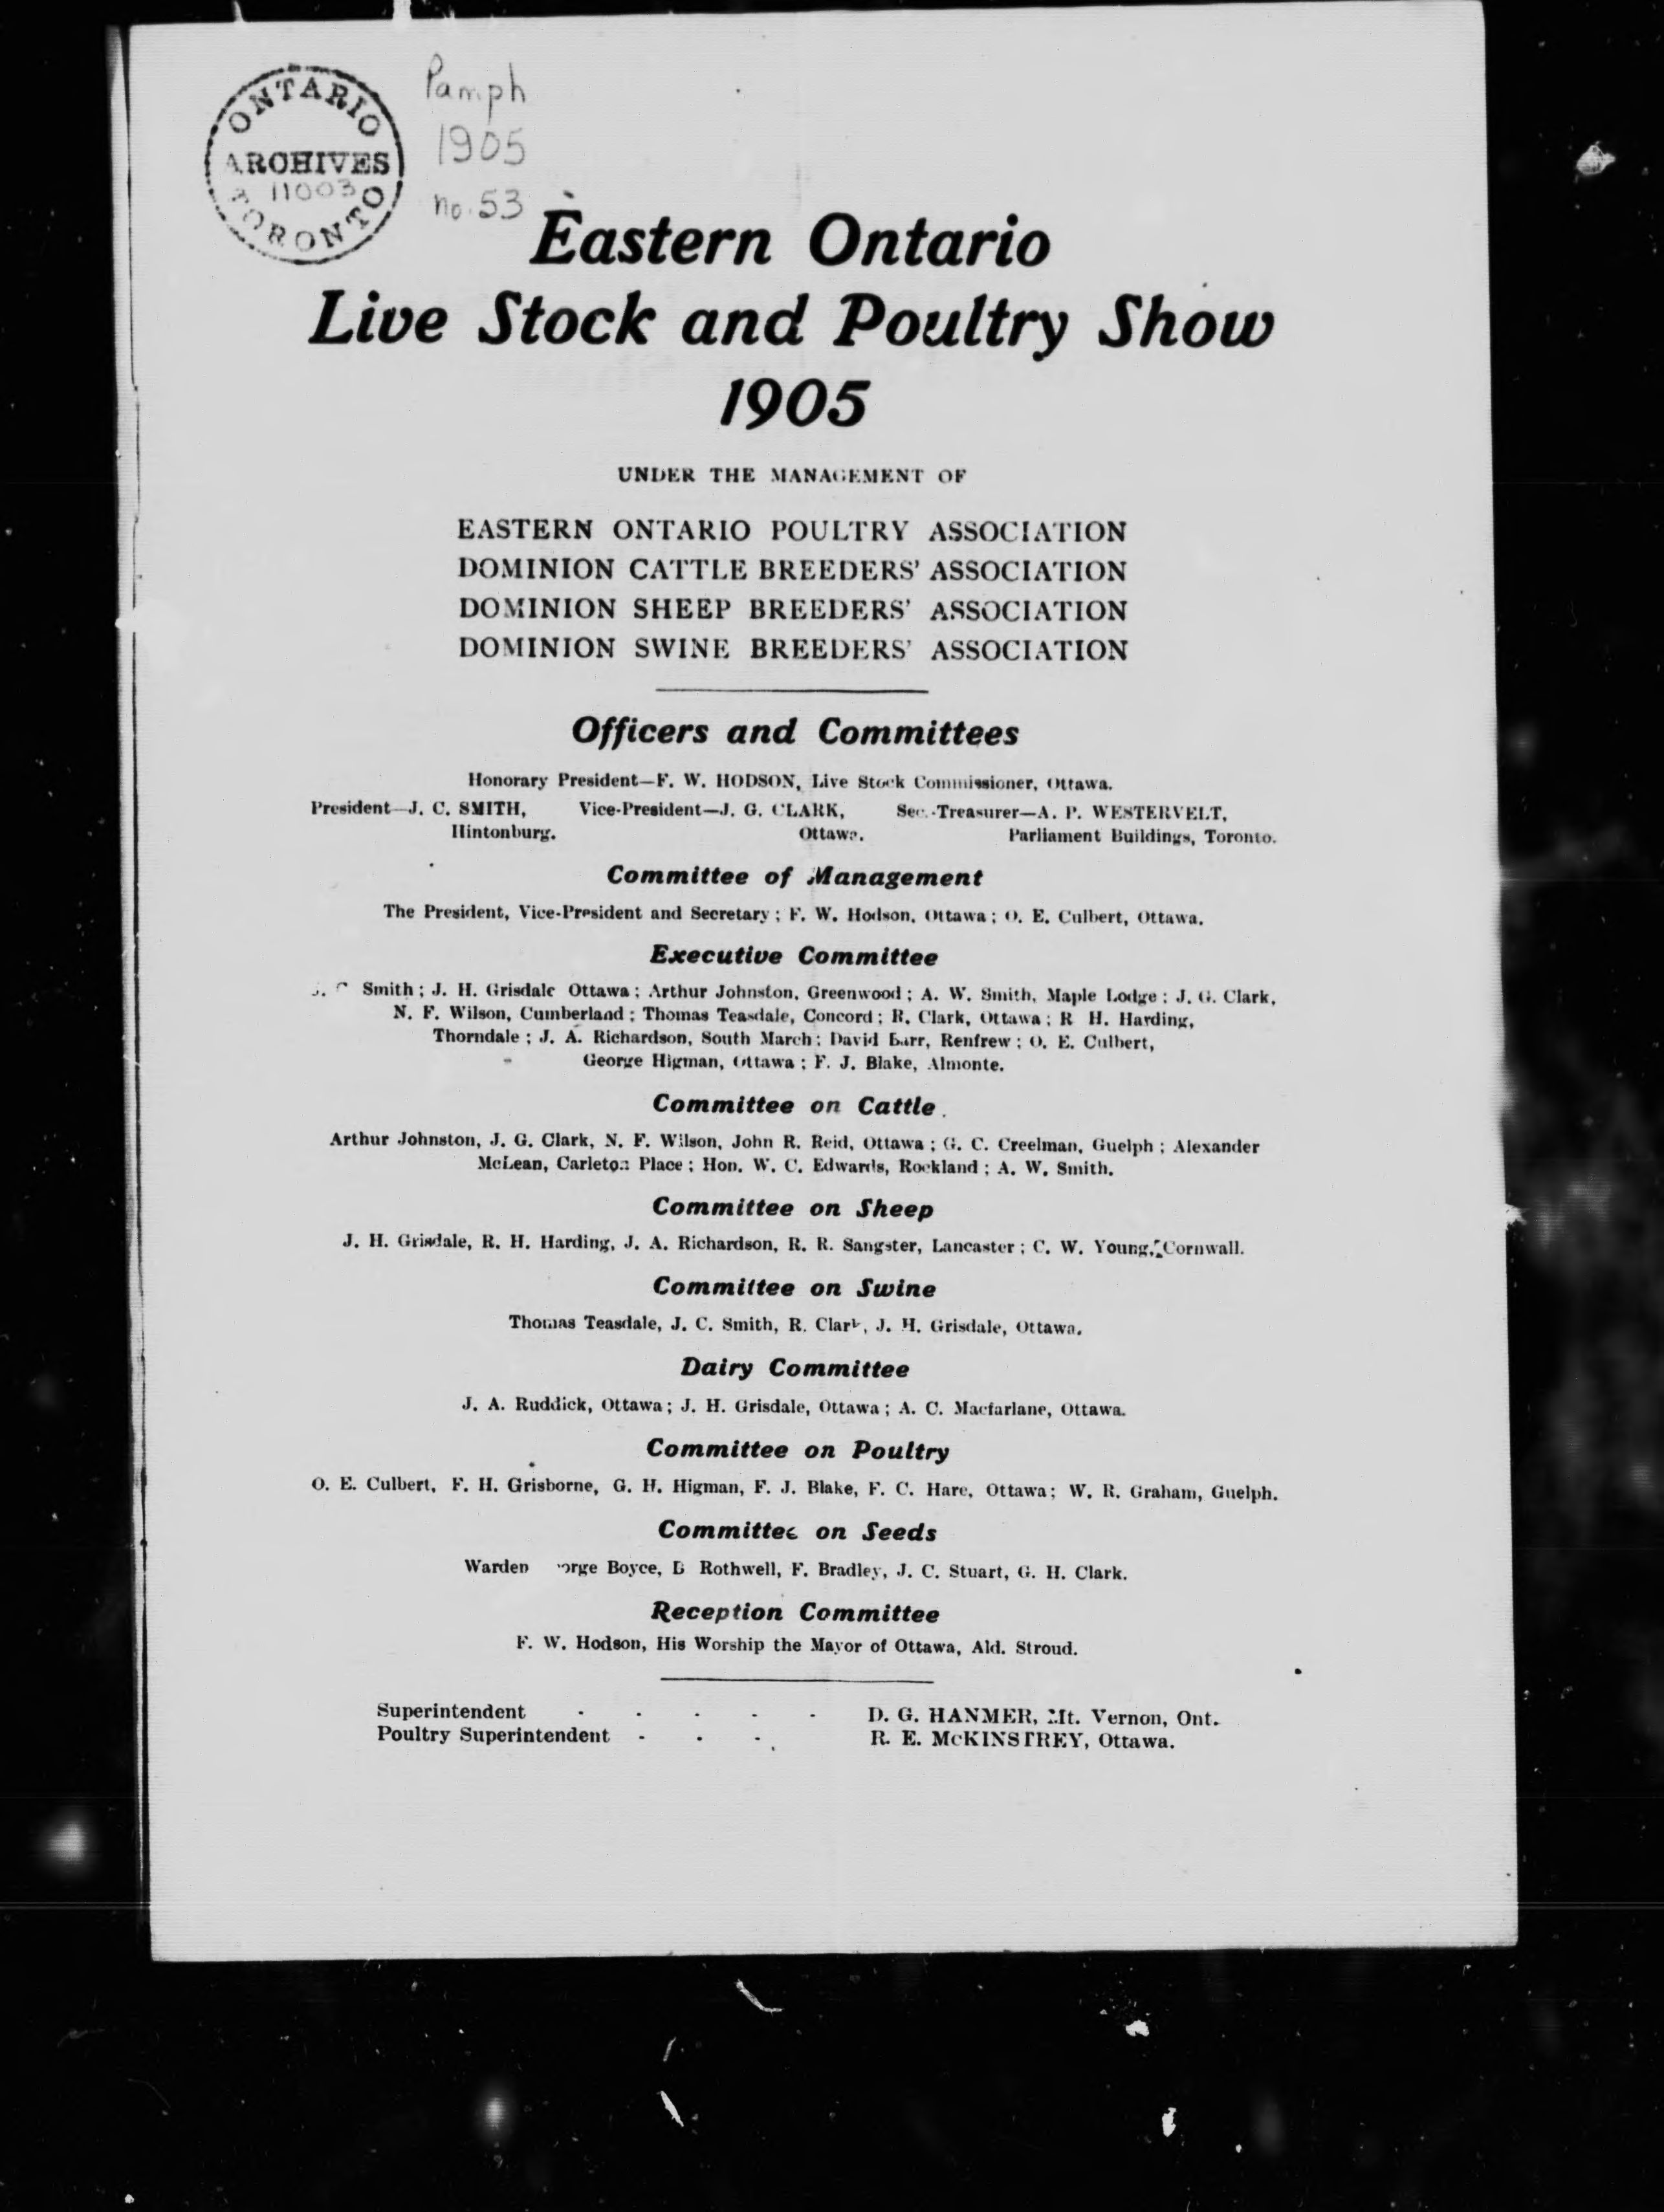 ONTARIO
ARCHIVES
11003
TORONTO
Pamph
1905
no. 53
Eastern Ontario
Live Stock and Poultry Show
1905
UNDER THE MANAGEMENT OF
EASTERN ONTARIO POULTRY ASSOCIATION
DOMINION CATTLE BREEDERS' ASSOCIATION
DOMINION SHEEP BREEDERS' ASSOCIATION
DOMINION SWINE BREEDERS' ASSOCIATION
Officers and Committees
Honorary President—F. W. HODSON, Live Stock Commissioner, Ottawa.
President—J. C. SMITH, Vice-President—J. G. CLARK, Sec.-Treasurer—A. P. WESTERVELT,
Hintonburg. Ottawa. Parliament Buildings, Toronto.
Committee of Management
The President, Vice-President and Secretary; F. W. Hodson, Ottawa; O. E. Culbert, Ottawa.
Executive Committee
Smith; J. H. Grisdale Ottawa; Arthur Johnston, Greenwood; A. W. Smith, Maple Lodge; J. G. Clark,
N. F. Wilson, Cumberland; Thomas Teasdale, Concord; R. Clark, Ottawa; R H. Harding,
Thorndale; J. A. Richardson, South March; David Barr, Renfrew; O. E. Culbert,
George Higman, Ottawa; F. J. Blake, Almonte.
Committee on Cattle
Arthur Johnston, J. G. Clark, N. F. Wilson, John R. Reid, Ottawa; G. C. Creelman, Guelph; Alexander
McLean, Carleton Place; Hon. W. C. Edwards, Rockland; A. W. Smith.
Committee on Sheep
J. H. Grisdale, R. H. Harding, J. A. Richardson, R. R. Sangster, Lancaster; C. W. Young, Cornwall.
Committee on Swine
Thomas Teasdale, J. C. Smith, R. Clark, J. H. Grisdale, Ottawa.
Dairy Committee
J. A. Ruddick, Ottawa; J. H. Grisdale, Ottawa; A. C. Macfarlane, Ottawa.
Committee on Poultry
O. E. Culbert, F. H. Grisborne, G. H. Higman, F. J. Blake, F. C. Hare, Ottawa; W. R. Graham, Guelph.
Committee on Seeds
Warden Boyce, Rothwell, F. Bradley, J. C. Stuart, G. H. Clark.
Reception Committee
F. W. Hodson, His Worship the Mayor of Ottawa, Ald. Stroud.
Superintendent - - - - - D. G. HANMER, Mt. Vernon, Ont.
Poultry Superintendent - - - R. E. McKINSTREY, Ottawa.